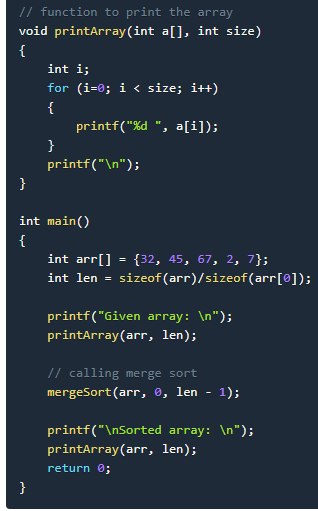 // function to print the array
void printArray(int a[], int size)
{
    int i;
    for (i=0; i < size; i++)
    {
        printf("%d ", a[i]);
    }
    printf("\n");
}

int main()
{
    int arr[] = {32, 45, 67, 2, 7};
    int len = sizeof(arr)/sizeof(arr[0]);

    printf("Given array: \n");
    printArray(arr, len);

    // calling merge sort
    mergeSort(arr, 0, len - 1);

    printf("\nSorted array: \n");
    printArray(arr, len);
    return 0;
}